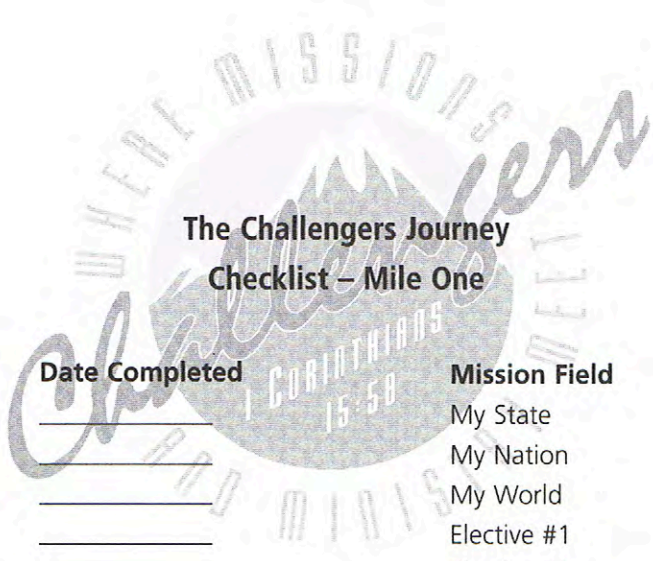 WHERE MISSIONS MEET
Challengers
The Challengers Journey
Checklist – Mile One
I CORINTHIANS
15:58
Date Completed Mission Field
My State
My Nation
My World
Elective #1
AND MINISTRY